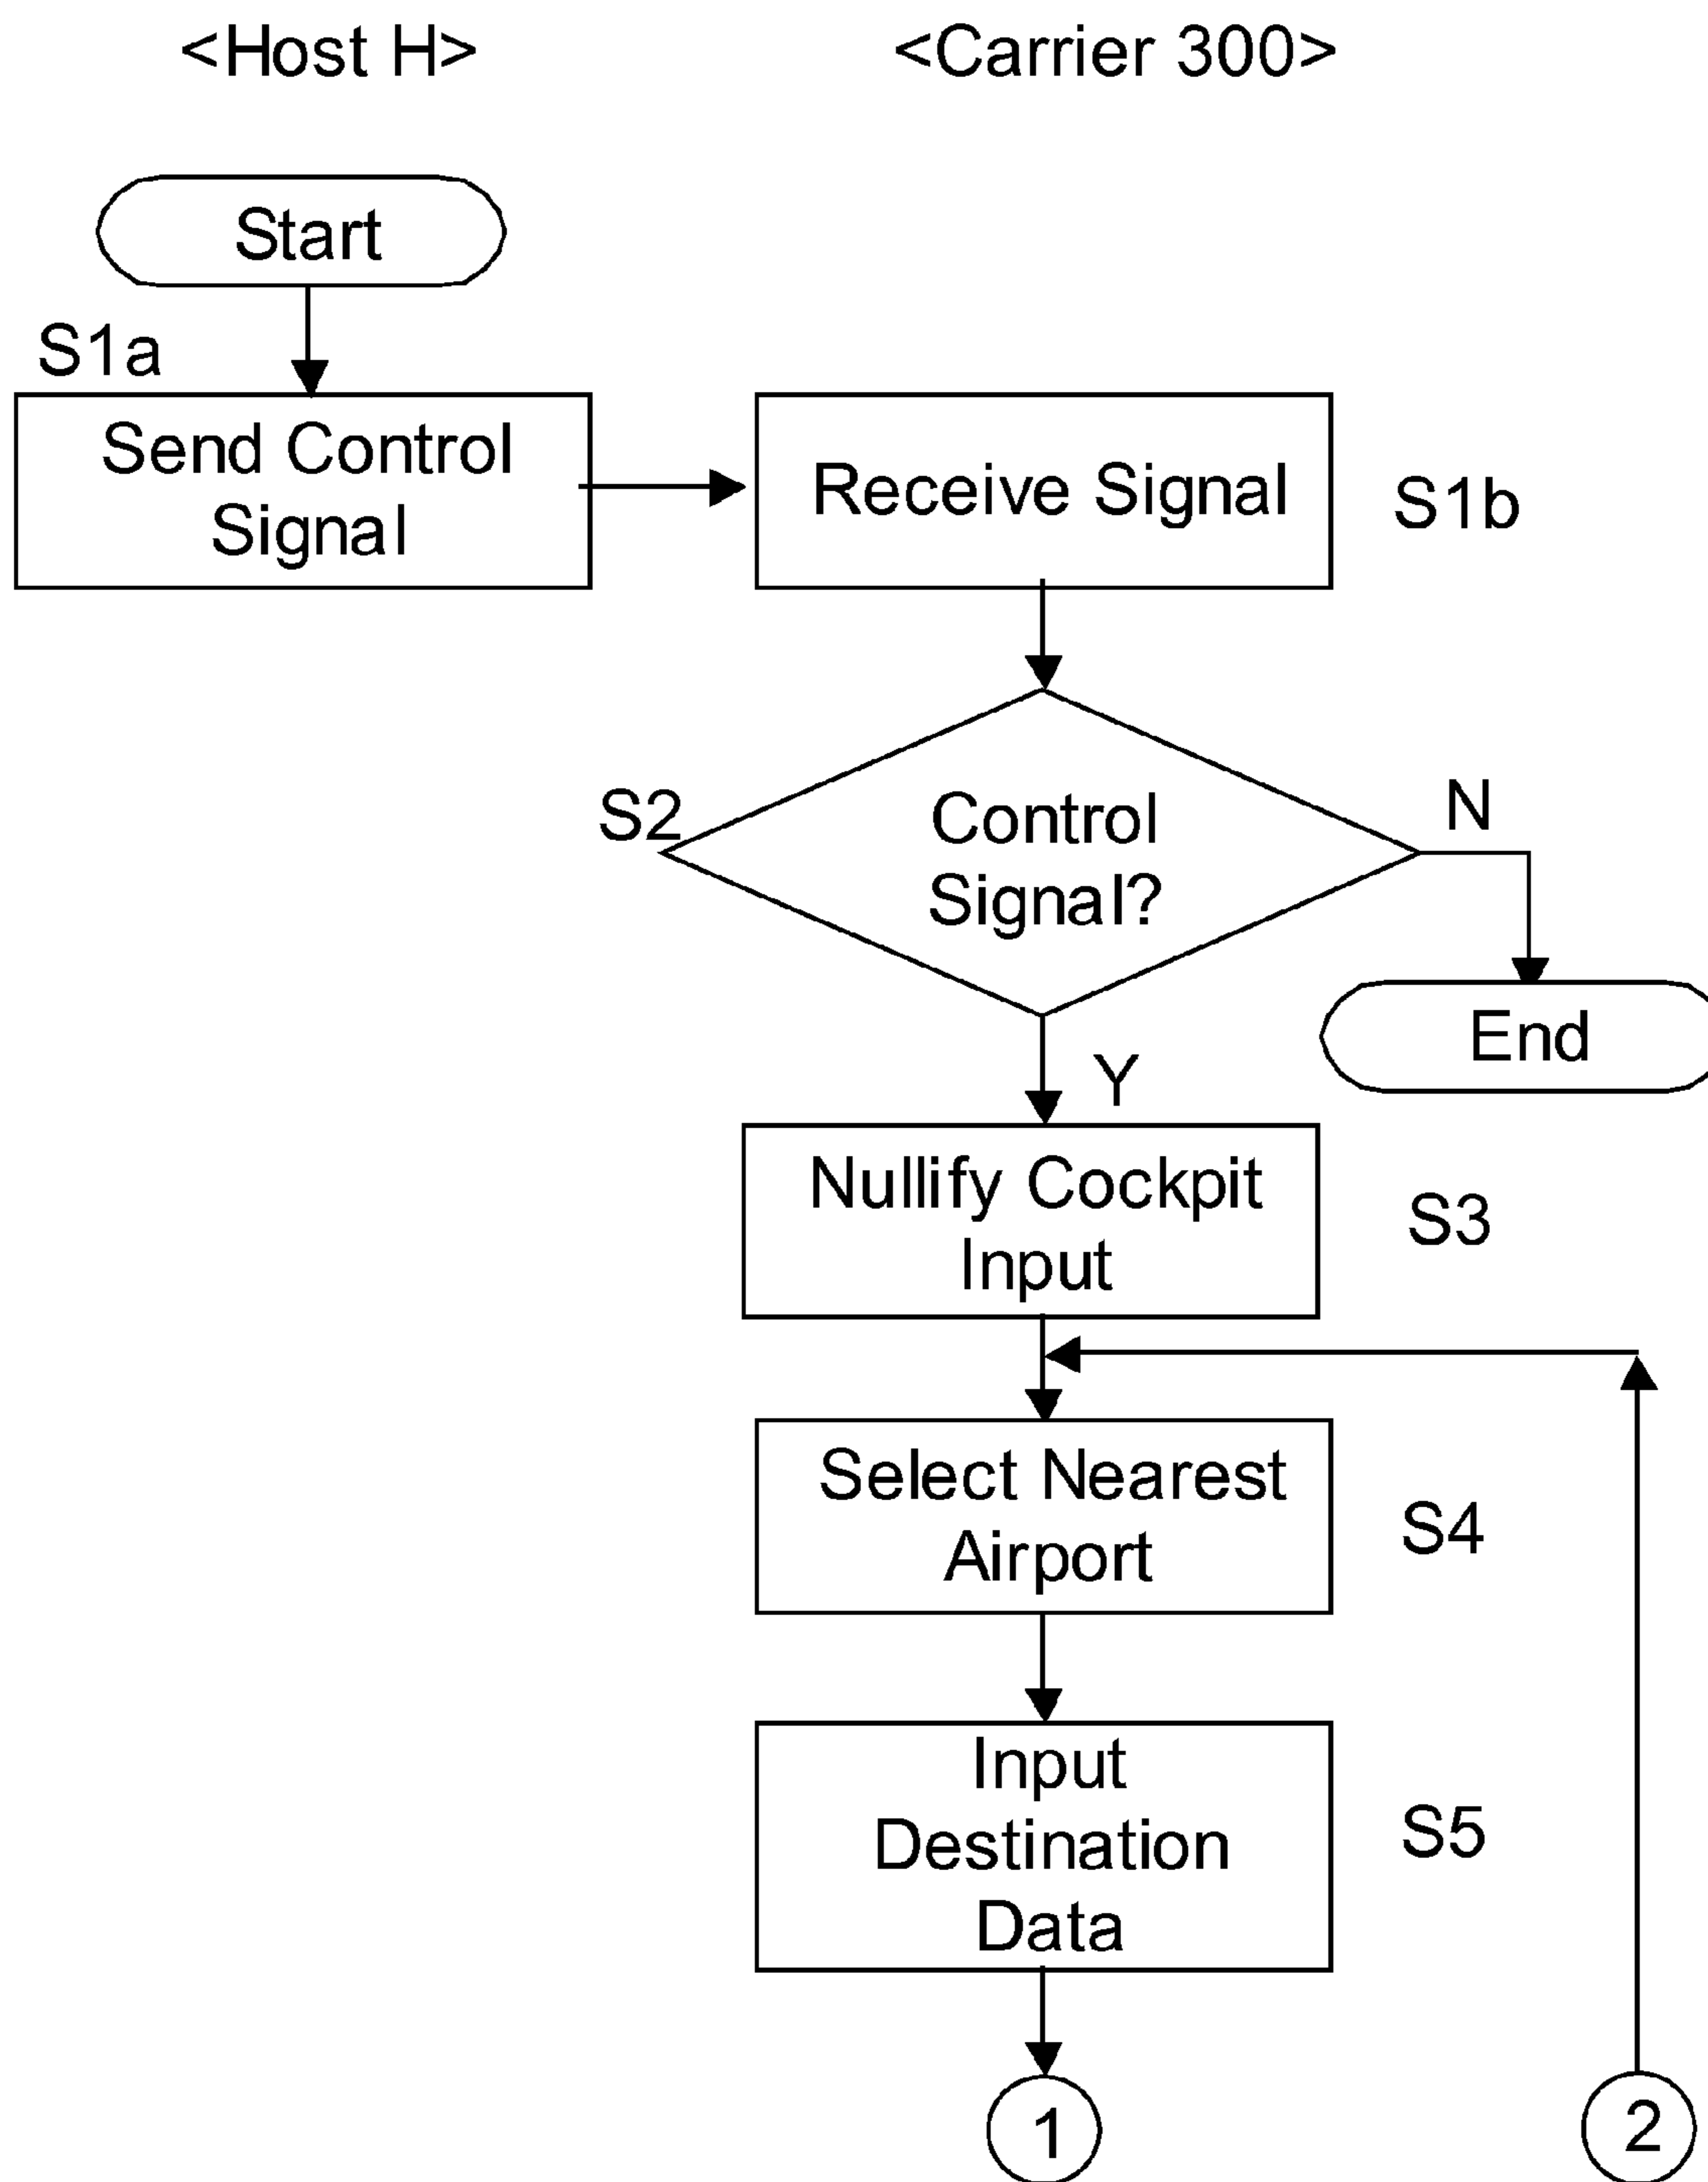 <Host H>
<Carrier 300>
Start
S1a
Send Control
Signal
Receive Signal
S1b
S2
Control
Signal?
N
End
Y
Nullify Cockpit
Input
S3
Select Nearest
Airport
S4
Input
Destination
Data
S5
1
2